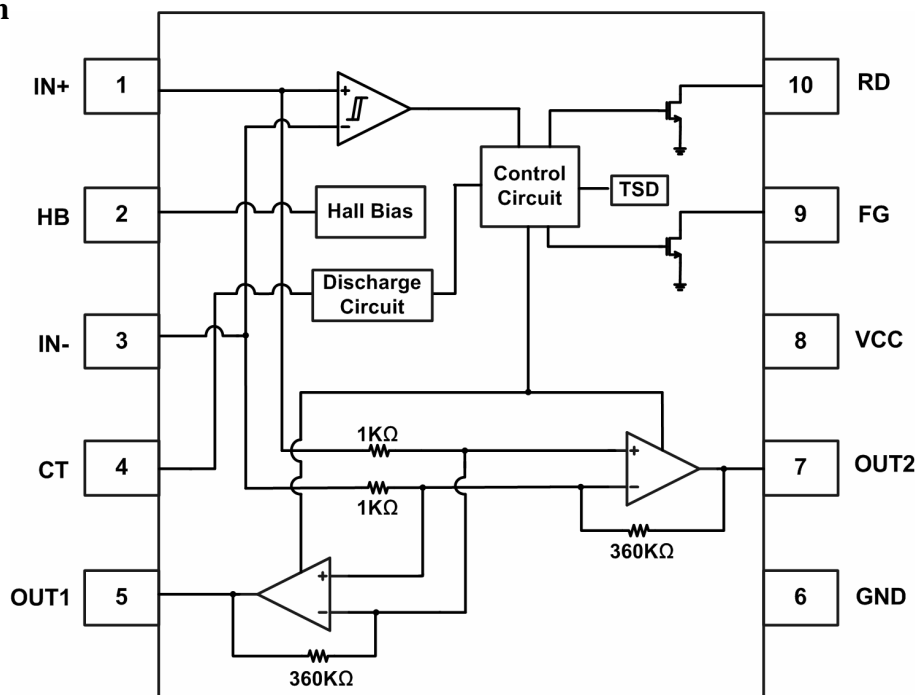 n
IN+ 1
10 RD
+
-
Control
Circuit
TSD
HB 2
Hall Bias
9 FG
Discharge
Circuit
IN- 3
8 VCC
1KΩ
+
CT 4
7 OUT2
-
1KΩ
360KΩ
+
OUT1 5
6 GND
-
360KΩ